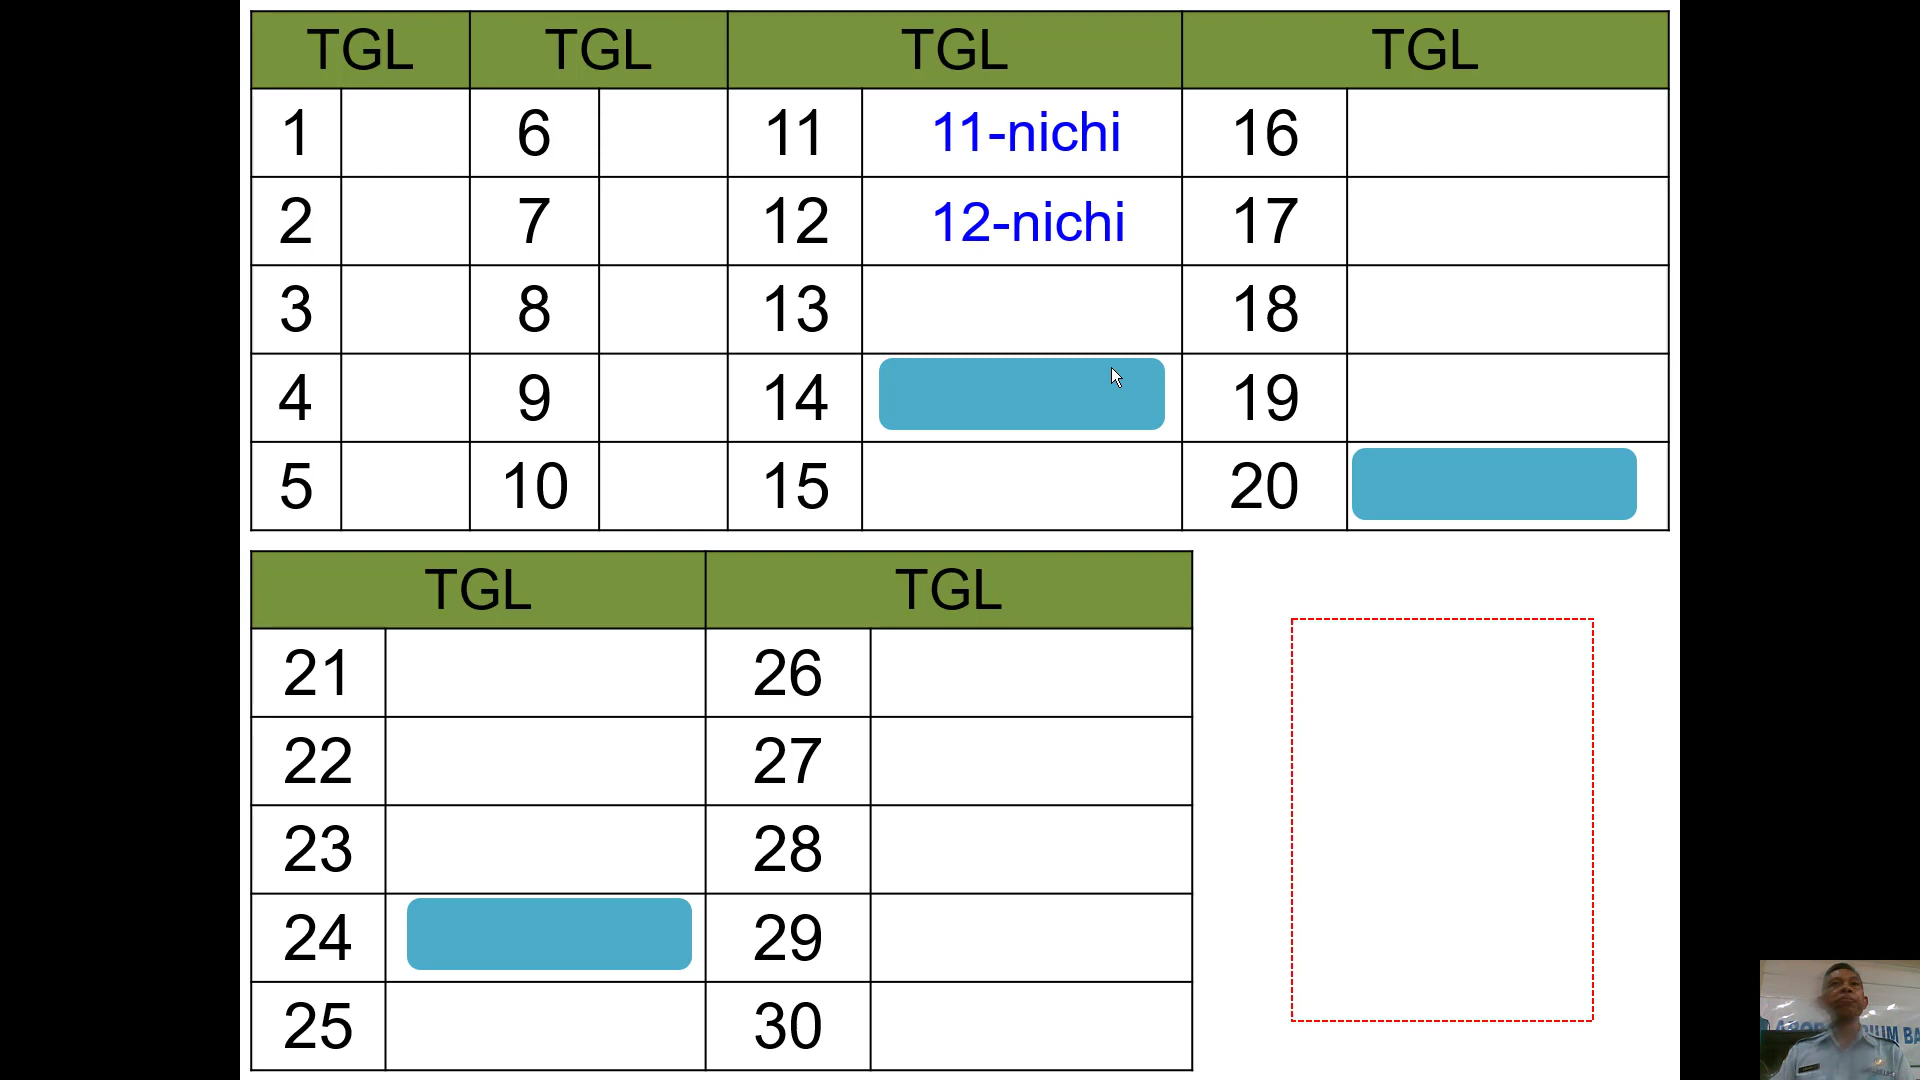 TGL TGL TGL TGL
1 6 11 11-nichi 16
2 7 12 12-nichi 17
3 8 13 18
4 9 14 19
5 10 15 20
TGL TGL
21 26
22 27
23 28
24 29
25 30